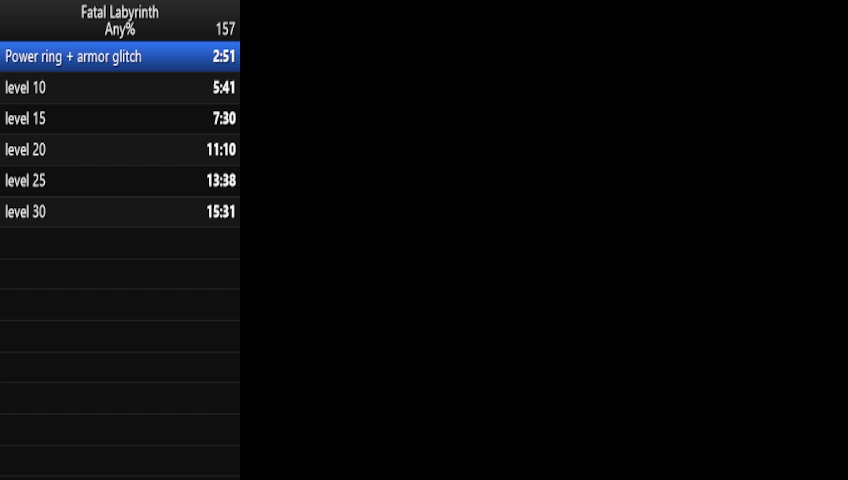 Fatal Labyrinth
Any% 157
Power ring + armor glitch 2:51
level 10 5:41
level 15 7:30
level 20 11:10
level 25 13:38
level 30 15:31